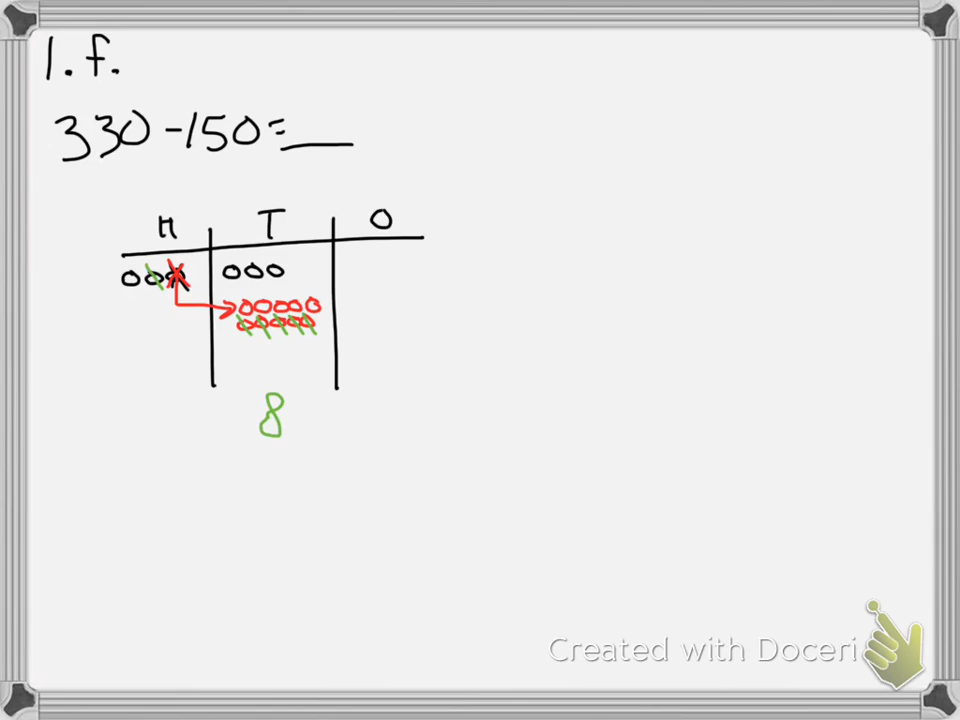 1.f.
330-150=___
H T O
8
Created with Doceri